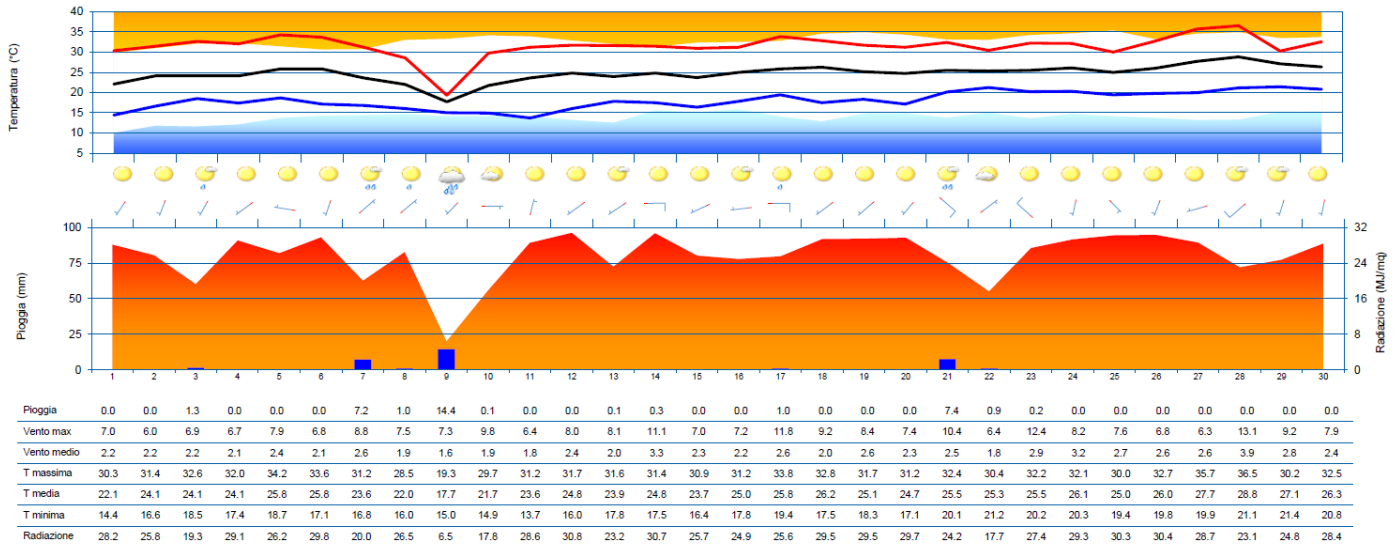 Temperatura (°C)
40
35
30
25
20
15
10
5
Pioggia (mm)
100
75
50
25
0
Radiazione (MJ/mq)
32
24
16
8
0
1 2 3 4 5 6 7 8 9 10 11 12 13 14 15 16 17 18 19 20 21 22 23 24 25 26 27 28 29 30
Pioggia 0.0 0.0 1.3 0.0 0.0 0.0 7.2 1.0 14.4 0.1 0.0 0.0 0.1 0.3 0.0 0.0 1.0 0.0 0.0 0.0 7.4 0.9 0.2 0.0 0.0 0.0 0.0 0.0 0.0 0.0
Vento max 7.0 6.0 6.9 6.7 7.9 6.8 8.8 7.5 7.3 9.8 6.4 8.0 8.1 11.1 7.0 7.2 11.8 9.2 8.4 7.4 10.4 6.4 12.4 8.2 7.6 6.8 6.3 13.1 9.2 7.9
Vento medio 2.2 2.2 2.2 2.1 2.4 2.1 2.6 1.9 1.6 1.9 1.8 2.4 2.0 3.3 2.3 2.2 2.6 2.0 2.6 2.3 2.5 1.8 2.9 3.2 2.7 2.6 2.6 3.9 2.8 2.4
T massima 30.3 31.4 32.6 32.0 34.2 33.6 31.2 28.5 19.3 29.7 31.2 31.7 31.6 31.4 30.9 31.2 33.8 32.8 31.7 31.2 32.4 30.4 32.2 32.1 30.0 32.7 35.7 36.5 30.2 32.5
T media 22.1 24.1 24.1 24.1 25.8 25.8 23.6 22.0 17.7 21.7 23.6 24.8 23.9 24.8 23.7 25.0 25.8 26.2 25.1 24.7 25.5 25.3 25.5 26.1 25.0 26.0 27.7 28.8 27.1 26.3
T minima 14.4 16.6 18.5 17.4 18.7 17.1 16.8 16.0 15.0 14.9 13.7 16.0 17.8 17.5 16.4 17.8 19.4 17.5 18.3 17.1 20.1 21.2 20.2 20.3 19.4 19.8 19.9 21.1 21.4 20.8
Radiazione 28.2 25.8 19.3 29.1 26.2 29.8 20.0 26.5 6.5 17.8 28.6 30.8 23.2 30.7 25.7 24.9 25.6 29.5 29.5 29.7 24.2 17.7 27.4 29.3 30.3 30.4 28.7 23.1 24.8 28.4